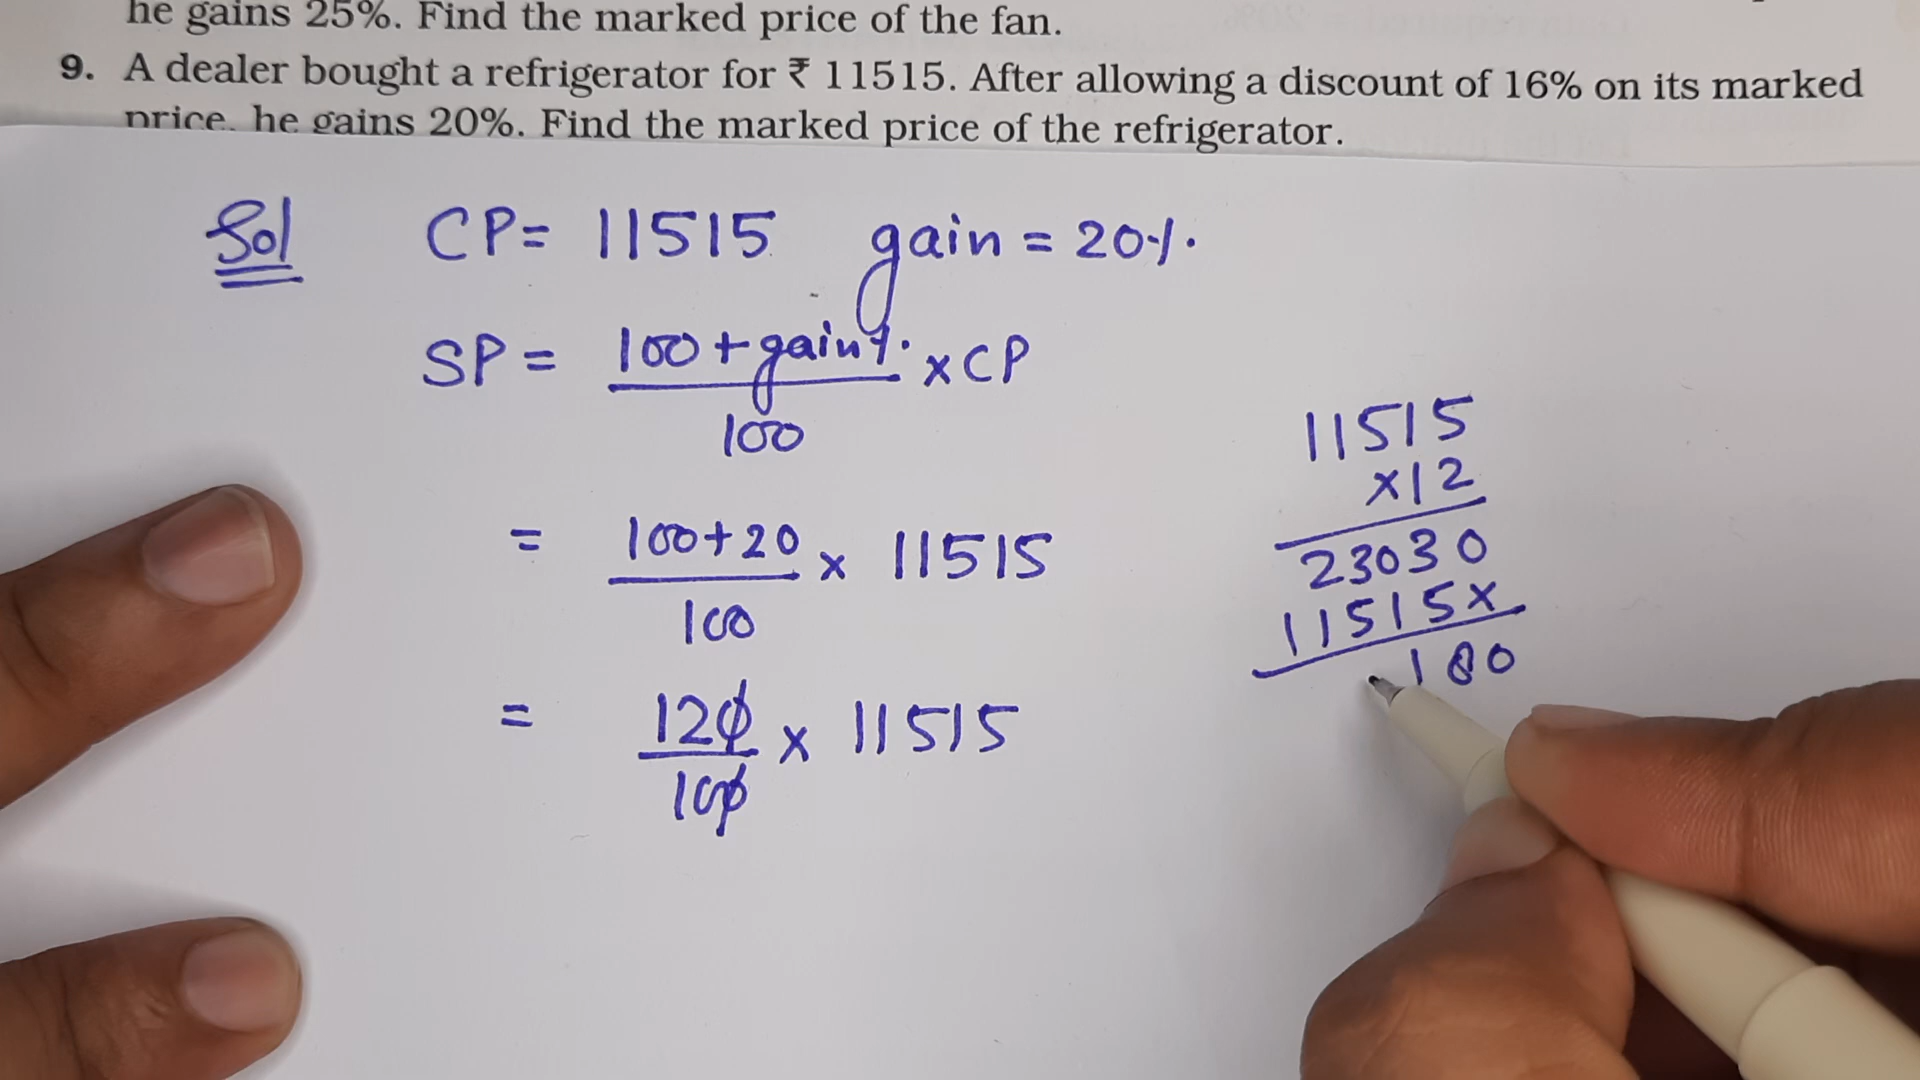 he gains 25%. Find the marked price of the fan.
9. A dealer bought a refrigerator for ₹ 11515. After allowing a discount of 16% on its marked
price, he gains 20%. Find the marked price of the refrigerator.
Sol CP = 11515 gain = 20%.
SP = 100 + gain%. × CP
100
= 100+20 × 11515
100
= 120 × 11515
100
11515
×12
23030
11515×
180